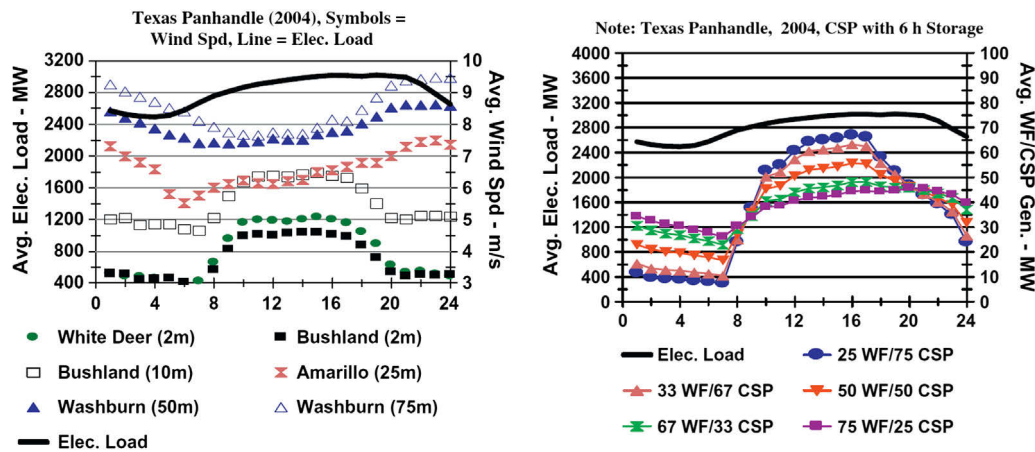 Texas Panhandle (2004), Symbols =
Wind Spd, Line = Elec. Load
3200
2800
2400
2000
1600
1200
800
400
Avg. Elec. Load - MW
10
9
8
7
6
5
4
3
Avg. Wind Spd - m/s
0 4 8 12 16 20 24
White Deer (2m)
Bushland (2m)
Bushland (10m)
Amarillo (25m)
Washburn (50m)
Washburn (75m)
Elec. Load
Note: Texas Panhandle, 2004, CSP with 6 h Storage
4000
3600
3200
2800
2400
2000
1600
1200
800
400
0
Avg. Elec. Load - MW
100
90
80
70
60
50
40
30
20
10
0
Avg. WF/CSP Gen. - MW
0 4 8 12 16 20 24
Elec. Load
25 WF/75 CSP
33 WF/67 CSP
50 WF/50 CSP
67 WF/33 CSP
75 WF/25 CSP